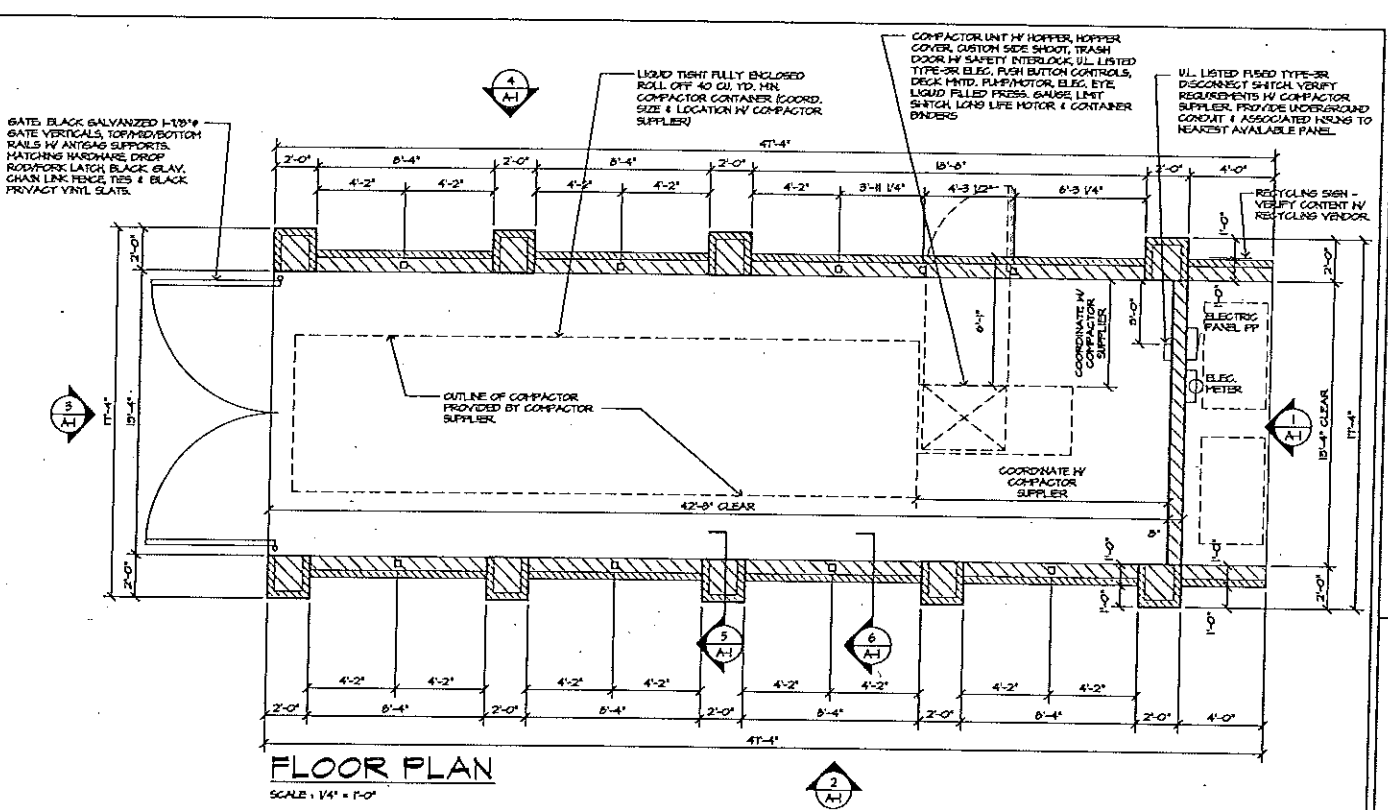 GATE: BLACK GALVANIZED 1-7/8"φ
GATE VERTICALS, TOP/MID/BOTTOM
RAILS W/ ANTISAG SUPPORTS.
MATCHING HARDWARE, DROP
ROD/FORK LATCH, BLACK GLAV.
CHAIN LINK FENCE, TIES & BLACK
PRIVACY VINYL SLATS.
4
A-1
LIQUID TIGHT FULLY ENCLOSED
ROLL OFF 40 CU. YD. MIN.
COMPACTOR CONTAINER (COORD.
SIZE & LOCATION W/ COMPACTOR
SUPPLIER)
COMPACTOR UNIT W/ HOPPER, HOPPER
COVER, CUSTOM SIDE SHOOT, TRASH
DOOR W/ SAFETY INTERLOCK, U.L. LISTED
TYPE-3R ELEC., PUSH BUTTON CONTROLS,
DECK MNTD. PUMP/MOTOR, ELEC. EYE,
LIQUID FILLED PRESS. GAUGE, LIMIT
SWITCH, LONG LIFE MOTOR & CONTAINER
BINDERS
U.L. LISTED FUSED TYPE-3R
DISCONNECT SWITCH. VERIFY
REQUIREMENTS W/ COMPACTOR
SUPPLIER. PROVIDE UNDERGROUND
CONDUIT & ASSOCIATED WIRING TO
NEAREST AVAILABLE PANEL.
RECYCLING SIGN -
VERIFY CONTENT W/
RECYCLING VENDOR.
47'-4"
2'-0" 8'-4" 2'-0" 8'-4" 2'-0" 18'-8" 2'-0" 4'-0"
4'-2" 4'-2" 4'-2" 4'-2" 4'-2" 3'-11 1/4" 4'-3 1/2" 6'-3 1/4"
2'-0"
13'-4"
17'-4"
2'-0"
3
A-1
OUTLINE OF COMPACTOR
PROVIDED BY COMPACTOR
SUPPLIER.
6'-1"
COORDINATE W/
COMPACTOR
SUPPLIER
3'-0"
ELECTRIC
PANEL PP
ELEC.
METER
1'-0"
1'-0"
2'-0"
13'-4" CLEAR
17'-4"
2'-0"
1
A-1
COORDINATE W/
COMPACTOR
SUPPLIER
42'-8" CLEAR
8"
1'-0"
1'-0"
1'-0"
1'-0"
5
A-1
6
A-1
4'-2" 4'-2" 4'-2" 4'-2" 4'-2" 4'-2" 4'-2" 4'-2"
2'-0" 8'-4" 2'-0" 8'-4" 2'-0" 8'-4" 2'-0" 8'-4" 2'-0" 4'-0"
47'-4"
FLOOR PLAN
SCALE : 1/4" = 1'-0"
2
A-1